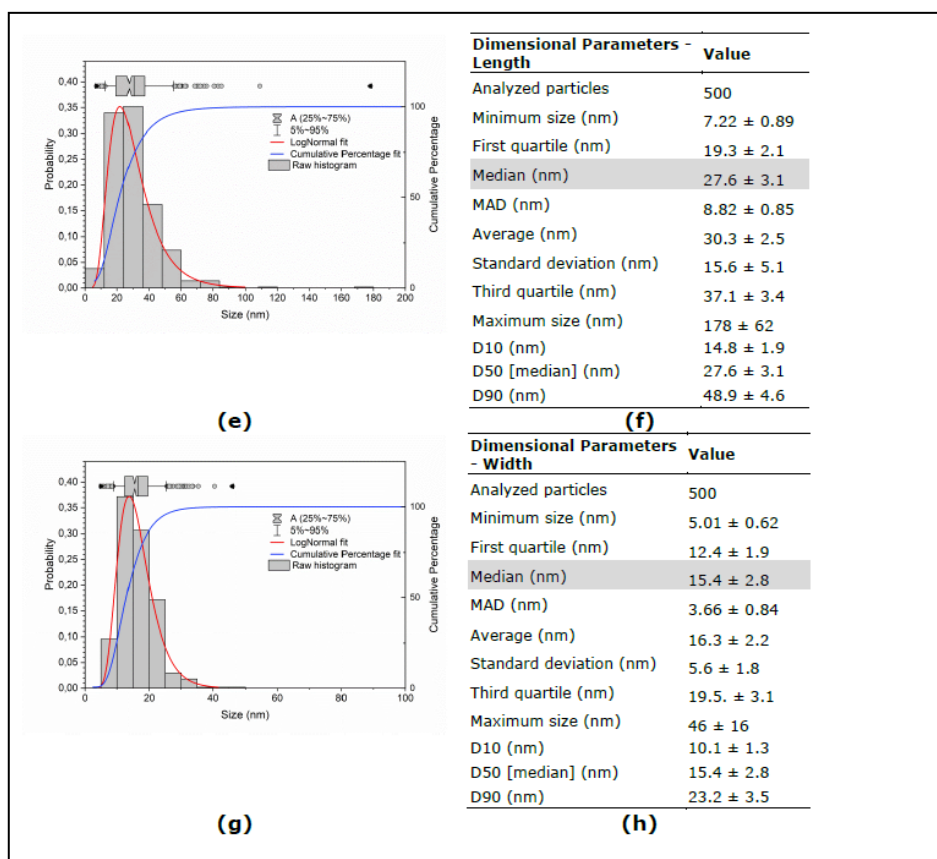 0,40
0,35
0,30
0,25
0,20
0,15
0,10
0,05
0,00
Probability
0 20 40 60 80 100 120 140 160 180 200
Size (nm)
100
50
0
Cumulative Percentage
A (25%~75%)
5%~95%
LogNormal fit
Cumulative Percentage fit
Raw histogram
(e)
Dimensional Parameters - Length Value
Analyzed particles 500
Minimum size (nm) 7.22 ± 0.89
First quartile (nm) 19.3 ± 2.1
Median (nm) 27.6 ± 3.1
MAD (nm) 8.82 ± 0.85
Average (nm) 30.3 ± 2.5
Standard deviation (nm) 15.6 ± 5.1
Third quartile (nm) 37.1 ± 3.4
Maximum size (nm) 178 ± 62
D10 (nm) 14.8 ± 1.9
D50 [median] (nm) 27.6 ± 3.1
D90 (nm) 48.9 ± 4.6
(f)
0,40
0,35
0,30
0,25
0,20
0,15
0,10
0,05
0,00
Probability
0 20 40 60 80 100
Size (nm)
100
50
0
Cumulative Percentage
A (25%~75%)
5%~95%
LogNormal fit
Cumulative Percentage fit
Raw histogram
(g)
Dimensional Parameters - Width Value
Analyzed particles 500
Minimum size (nm) 5.01 ± 0.62
First quartile (nm) 12.4 ± 1.9
Median (nm) 15.4 ± 2.8
MAD (nm) 3.66 ± 0.84
Average (nm) 16.3 ± 2.2
Standard deviation (nm) 5.6 ± 1.8
Third quartile (nm) 19.5. ± 3.1
Maximum size (nm) 46 ± 16
D10 (nm) 10.1 ± 1.3
D50 [median] (nm) 15.4 ± 2.8
D90 (nm) 23.2 ± 3.5
(h)